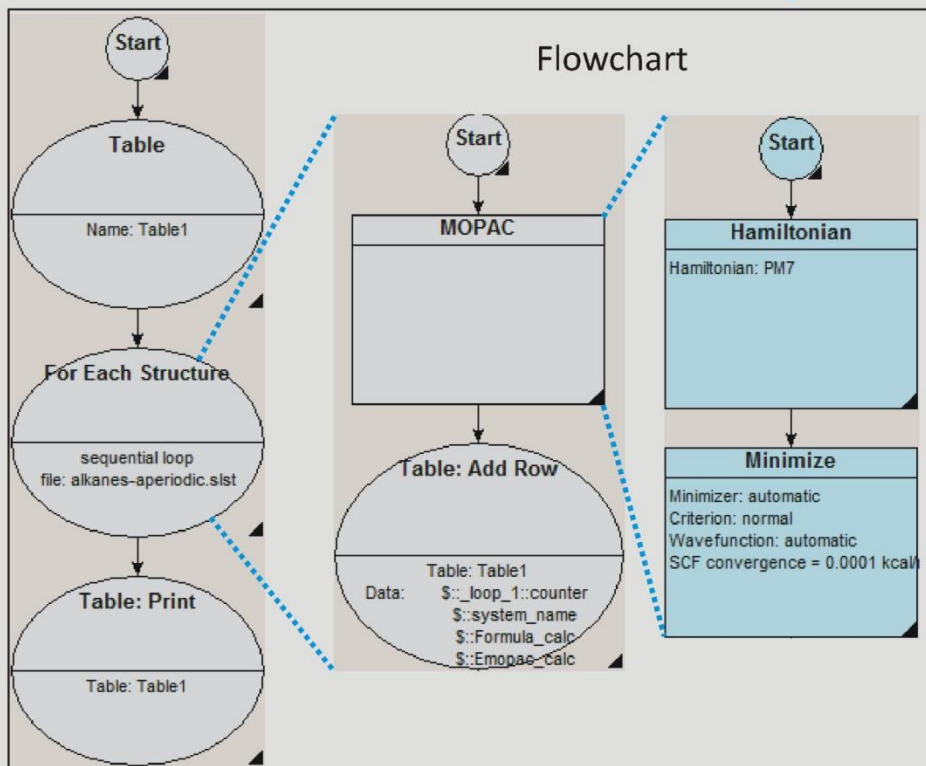 Flowchart
Start
Table
Name: Table1
For Each Structure
sequential loop
file: alkanes-aperiodic.slst
Table: Print
Table: Table1
Start
MOPAC
Table: Add Row
Table: Table1
Data: $::_loop_1::counter
$::system_name
$::Formula_calc
$::Emopac_calc
Start
Hamiltonian
Hamiltonian: PM7
Minimize
Minimizer: automatic
Criterion: normal
Wavefunction: automatic
SCF convergence = 0.0001 kcal/